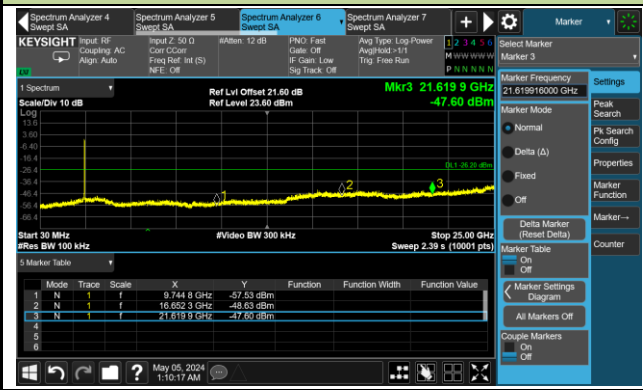 Spectrum Analyzer 4
Swept SA
Spectrum Analyzer 5
Swept SA
Spectrum Analyzer 6
Swept SA
Spectrum Analyzer 7
Swept SA
Marker
KEYSIGHT
Input: RF
Coupling: AC
Align: Auto
Input Z: 50 Ω
Corr CCorr
Freq Ref: Int (S)
NFE: Off
#Atten: 12 dB
PNO: Fast
Gate: Off
IF Gain: Low
Sig Track: Off
Avg Type: Log-Power
Avg|Hold:>1/1
Trig: Free Run
1 2 3 4 5 6
M W W W W W
P N N N N N
Select Marker
Marker 3
1 Spectrum
Scale/Div 10 dB
Log
Ref Lvl Offset 21.60 dB
Ref Level 23.60 dBm
Mkr3 21.619 9 GHz
-47.60 dBm
13.6
3.60
-6.40
-16.4
-26.4
-36.4
-46.4
-56.4
-66.4
DL1 -26.20 dBm
1
2
3
Start 30 MHz
#Res BW 100 kHz
#Video BW 300 kHz
Stop 25.00 GHz
Sweep 2.39 s (10001 pts)
5 Marker Table
Mode Trace Scale X Y Function Function Width Function Value
1 N 1 f 9.744 8 GHz -57.53 dBm
2 N 1 f 16.652 3 GHz -48.63 dBm
3 N 1 f 21.619 9 GHz -47.60 dBm
4
5
6
Marker Frequency
21.619916000 GHz
Marker Mode
Normal
Delta (Δ)
Fixed
Off
Delta Marker
(Reset Delta)
Marker Table
On
Off
Marker Settings
Diagram
All Markers Off
Couple Markers
On
Off
Settings
Peak
Search
Pk Search
Config
Properties
Marker
Function
Marker→
Counter
May 05, 2024
1:10:17 AM